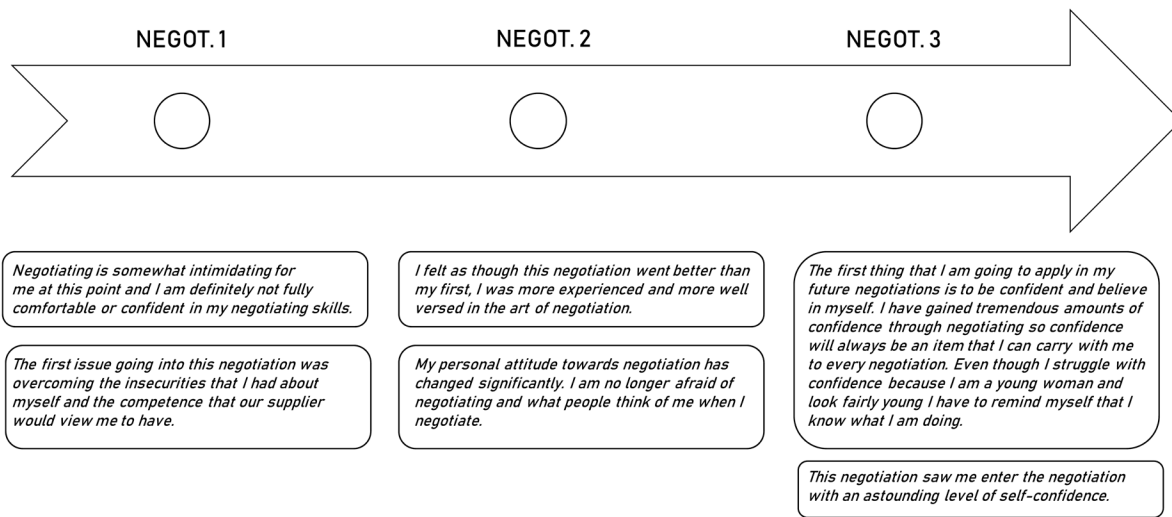 NEGOT. 1
NEGOT. 2
NEGOT. 3
Negotiating is somewhat intimidating for
me at this point and I am definitely not fully
comfortable or confident in my negotiating skills.
The first issue going into this negotiation was
overcoming the insecurities that I had about
myself and the competence that our supplier
would view me to have.
I felt as though this negotiation went better than
my first, I was more experienced and more well
versed in the art of negotiation.
My personal attitude towards negotiation has
changed significantly. I am no longer afraid of
negotiating and what people think of me when I
negotiate.
The first thing that I am going to apply in my
future negotiations is to be confident and believe
in myself. I have gained tremendous amounts of
confidence through negotiating so confidence
will always be an item that I can carry with me
to every negotiation. Even though I struggle with
confidence because I am a young woman and
look fairly young I have to remind myself that I
know what I am doing.
This negotiation saw me enter the negotiation
with an astounding level of self-confidence.